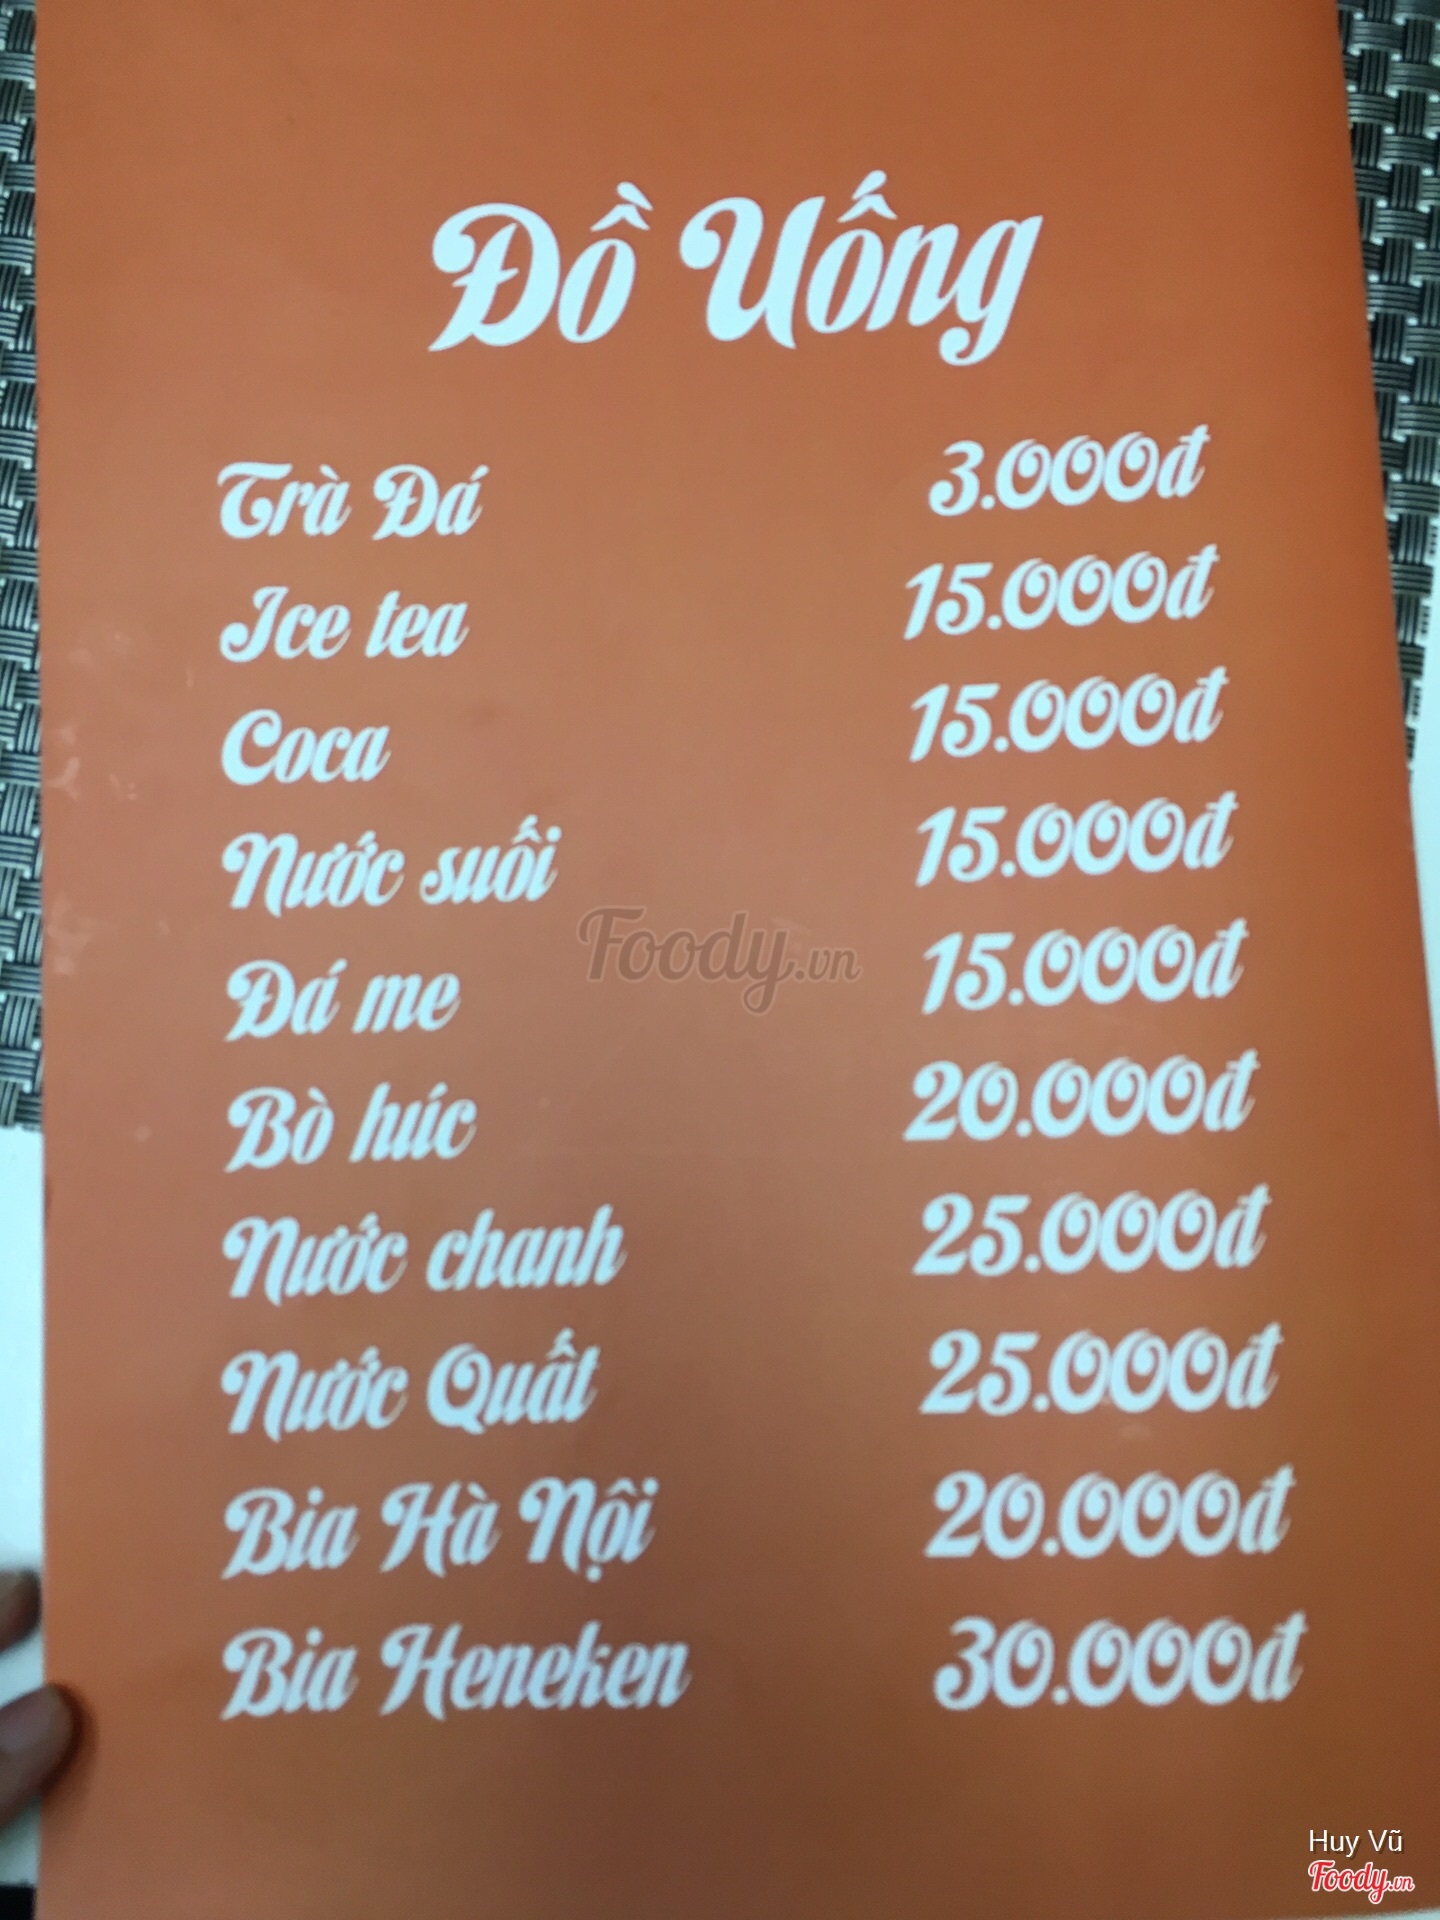 Đồ Uống
Trà Đá 3.000đ
Ice tea 15.000đ
Coca 15.000đ
Nước suối 15.000đ
Đá me 15.000đ
Bò húc 20.000đ
Nước chanh 25.000đ
Nước Quất 25.000đ
Bia Hà Nội 20.000đ
Bia Heneken 30.000đ
Foody.vn
Huy Vũ
Foody.vn